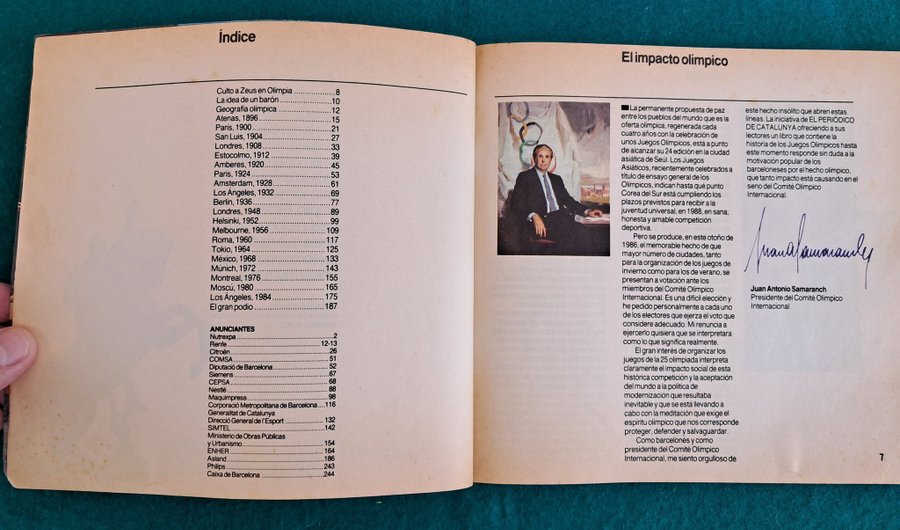 Índice
Culto a Zeus en Olimpia ................ 8
La idea de un barón ................ 10
Geografía olímpica ................ 12
Atenas, 1896 ................ 15
París, 1900 ................ 21
San Luis, 1904 ................ 27
Londres, 1908 ................ 33
Estocolmo, 1912 ................ 39
Amberes, 1920 ................ 45
París, 1924 ................ 53
Amsterdam, 1928 ................ 61
Los Ángeles, 1932 ................ 69
Berlín, 1936 ................ 77
Londres, 1948 ................ 89
Helsinki, 1952 ................ 99
Melbourne, 1956 ................ 109
Roma, 1960 ................ 117
Tokio, 1964 ................ 125
México, 1968 ................ 133
Múnich, 1972 ................ 143
Montreal, 1976 ................ 155
Moscú, 1980 ................ 165
Los Ángeles, 1984 ................ 175
El gran podio ................ 187
ANUNCIANTES
Nutrexpa ................ 2
Renfe ................ 12-13
Citroën ................ 26
COMSA ................ 51
Diputació de Barcelona ................ 52
Siemens ................ 67
CEPSA ................ 68
Nestlé ................ 88
Maquimpress ................ 98
Corporació Metropolitana de Barcelona .... 116
Generalitat de Catalunya
Direcció General de l'Esport ................ 132
SIMTEL ................ 142
Ministerio de Obras Públicas
y Urbanismo ................ 154
ENHER ................ 164
Asland ................ 186
Philips ................ 243
Caixa de Barcelona ................ 244
El impacto olímpico
La permanente propuesta de paz
entre los pueblos del mundo que es la
oferta olímpica, regenerada cada
cuatro años con la celebración de
unos Juegos Olímpicos, está a punto
de alcanzar su 24 edición en la ciudad
asiática de Seúl. Los Juegos
Asiáticos, recientemente celebrados a
título de ensayo general de los
Olímpicos, indican hasta qué punto
Corea del Sur está cumpliendo los
plazos previstos para recibir a la
juventud universal, en 1988, en sana,
honesta y amable competición
deportiva.
Pero se produce, en este otoño de
1986, el memorable hecho de que
mayor número de ciudades, tanto
para la organización de los juegos de
invierno como para los de verano, se
presentan a votación ante los
miembros del Comité Olímpico
Internacional. Es una difícil elección y
he pedido personalmente a cada uno
de los electores que ejerza el voto que
considere adecuado. Mi renuncia a
ejercerlo quisiera que se interpretara
como lo que significa realmente.
El gran interés de organizar los
juegos de la 25 olimpíada interpreta
claramente el impacto social de esta
histórica competición y la aceptación
del mundo a la política de
modernización que resultaba
inevitable y que se está llevando a
cabo con la meditación que exige el
espíritu olímpico que nos corresponde
proteger, defender y salvaguardar.
Como barcelonés y como
presidente del Comité Olímpico
Internacional, me siento orgulloso de
este hecho insólito que abren estas
líneas. La iniciativa de EL PERIÓDICO
DE CATALUNYA ofreciendo a sus
lectores un libro que contiene la
historia de los Juegos Olímpicos hasta
este momento responde sin duda a la
motivación popular de los
barceloneses por el hecho olímpico,
que tanto impacto está causando en el
seno del Comité Olímpico
Internacional.
Juan A Samaranch
Juan Antonio Samaranch
Presidente del Comité Olímpico
Internacional
7